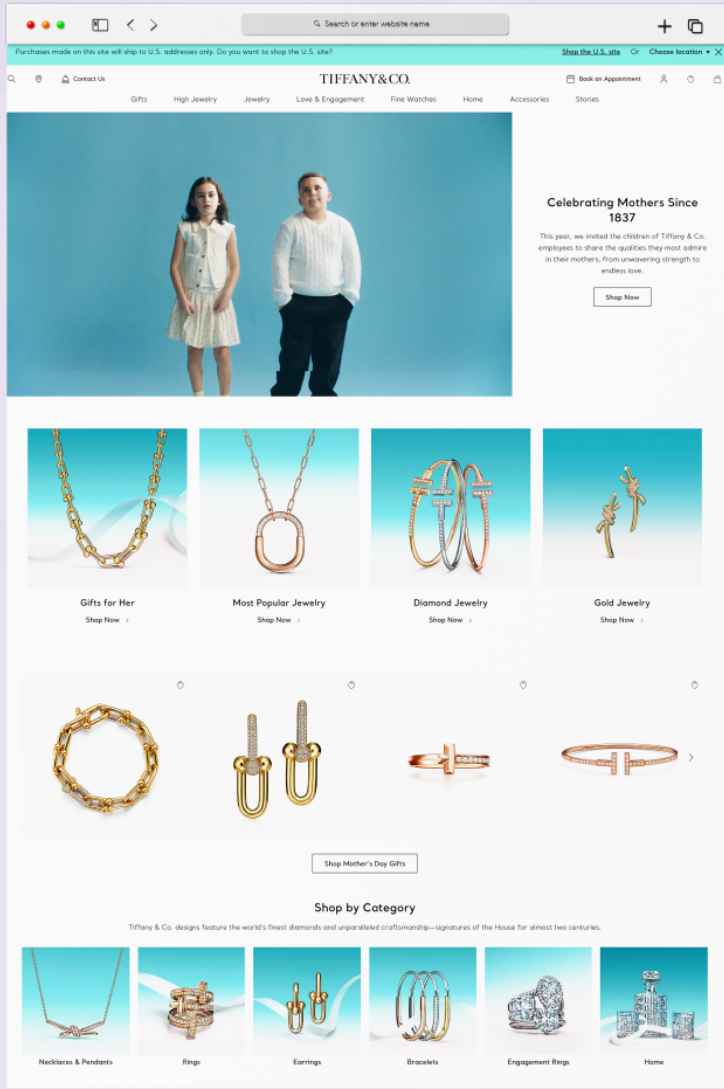 Search or enter website name
Purchases made on this site will ship to U.S. addresses only. Do you want to shop the U.S. site?
Shop the U.S. site Or Choose location
Contact Us
TIFFANY&CO.
Book an Appointment
Gifts High Jewelry Jewelry Love & Engagement Fine Watches Home Accessories Stories
Celebrating Mothers Since
1837
This year, we invited the children of Tiffany & Co.
employees to share the qualities they most admire
in their mothers, from unwavering strength to
endless love.
Shop Now
Gifts for Her
Shop Now
Most Popular Jewelry
Shop Now
Diamond Jewelry
Shop Now
Gold Jewelry
Shop Now
Shop Mother's Day Gifts
Shop by Category
Tiffany & Co. designs feature the world's finest diamonds and unparalleled craftsmanship—signatures of the House for almost two centuries.
Necklaces & Pendants
Rings
Earrings
Bracelets
Engagement Rings
Home